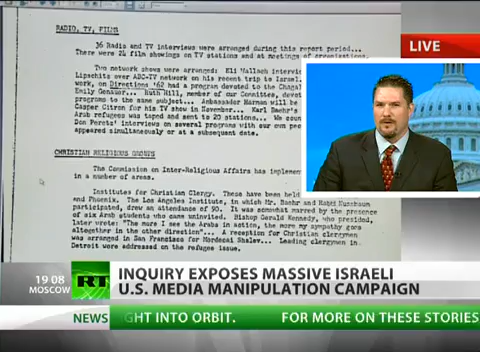 RADIO, TV, FILMS
36 Radio and TV interviews were arranged during this report period...
There were 24 film showings on TV stations and at meetings of organizations.
Two network shows were arranged: Eli Wallach interv
Lipschitz over ABC-TV network on his recent trip to Israel.
work, on Directions '62 had a program devoted to the Chaga
Emily Genauer... Ruth Hill, member of our Committee, devot
programs to the same subject... Ambassador Harman will be
Casper Citron for his TV show in November... Karl Baehr's
Arab refugees was taped and sent to 20 stations... We
Don Peretz' interviews on several programs with our own
appeared simultaneously or at a subsequent date.
CHRISTIAN RELIGIOUS GROUPS
The Commission on Inter-Religious Affairs has implemen
in a number of areas.
Institutes for Christian Clergy. These have been held
and Phoenix. The Los Angeles Institute, in which Mr. Baehr and Rabbi Nussbaum
participated, drew an attendance of 90. It was somewhat marred by the presence
of six Arab students who came uninvited. Bishop Gerald Kennedy, who presided,
later wrote: "The more I see the Arabs in action, the more my sympathy goes
altogether in the other direction"... A reception for Christian clergymen
was arranged in San Francisco for Mordecai Shalev... Leading clergymen in
Detroit were addressed on the refugee issue.
LIVE
19 08
MOSCOW
RT
INQUIRY EXPOSES MASSIVE ISRAELI
U.S. MEDIA MANIPULATION CAMPAIGN
NEWS GHT INTO ORBIT. FOR MORE ON THESE STORIES